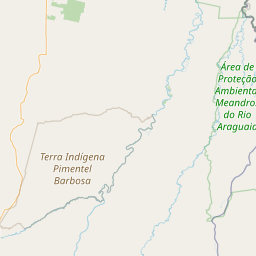 Área de
Proteção
Ambiental
Meandros
do Rio
Araguaia
Terra Indígena
Pimentel
Barbosa